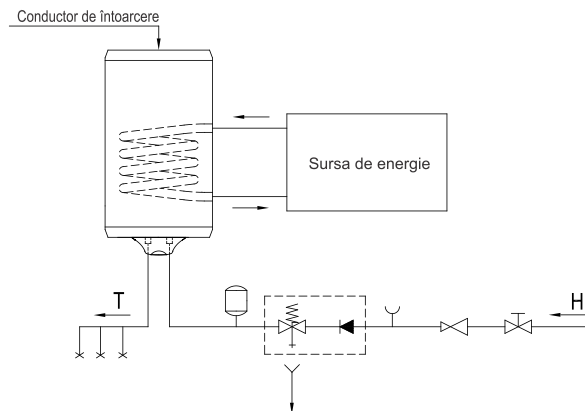 Conductor de întoarcere
Sursa de energie
T
H